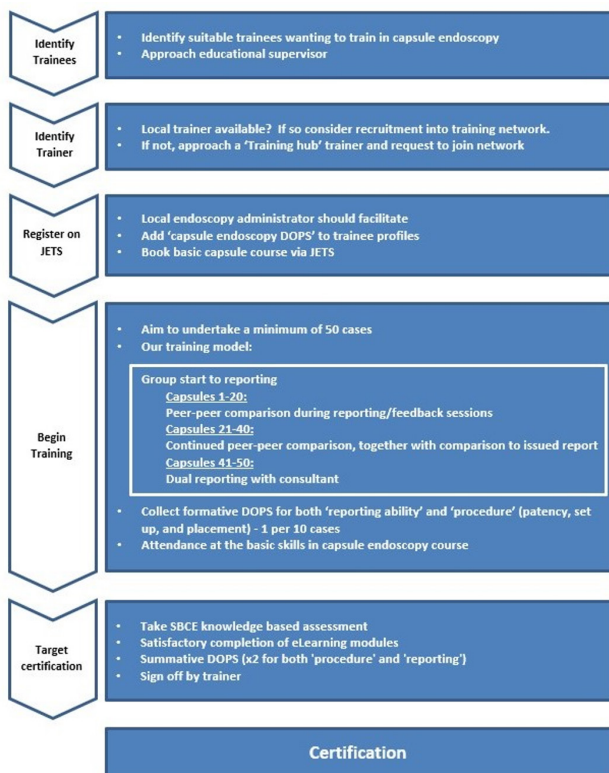 Identify
Trainees
• Identify suitable trainees wanting to train in capsule endoscopy
• Approach educational supervisor
Identify
Trainer
• Local trainer available? If so consider recruitment into training network.
• If not, approach a ‘Training hub’ trainer and request to join network
Register on
JETS
• Local endoscopy administrator should facilitate
• Add ‘capsule endoscopy DOPS’ to trainee profiles
• Book basic capsule course via JETS
Begin
Training
• Aim to undertake a minimum of 50 cases
• Our training model:
Group start to reporting
Capsules 1-20:
Peer-peer comparison during reporting/feedback sessions
Capsules 21-40:
Continued peer-peer comparison, together with comparison to issued report
Capsules 41-50:
Dual reporting with consultant
• Collect formative DOPS for both ‘reporting ability’ and ‘procedure’ (patency, set
up, and placement) - 1 per 10 cases
• Attendance at the basic skills in capsule endoscopy course
Target
certification
• Take SBCE knowledge based assessment
• Satisfactory completion of eLearning modules
• Summative DOPS (x2 for both 'procedure' and 'reporting')
• Sign off by trainer
Certification